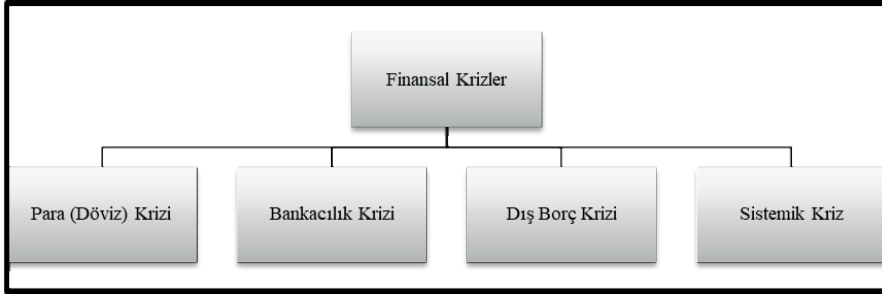 Finansal Krizler
Para (Döviz) Krizi
Bankacılık Krizi
Dış Borç Krizi
Sistemik Kriz